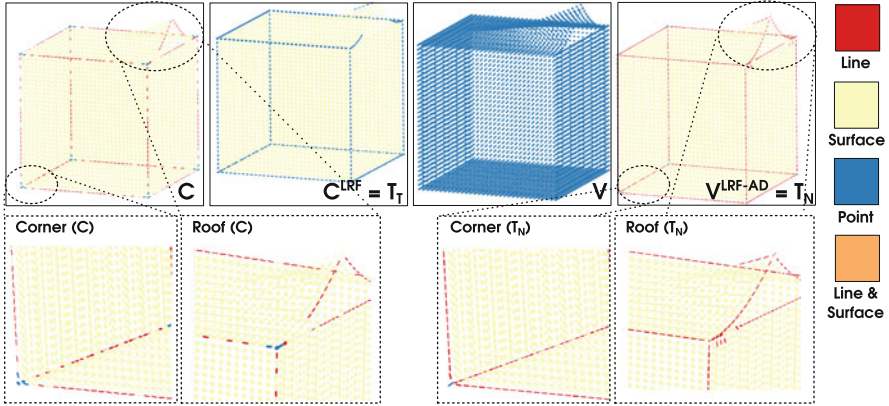 C
C^LRF = T_T
V
V^LRF-AD = T_N
Line
Surface
Point
Line &
Surface
Corner (C)
Roof (C)
Corner (T_N)
Roof (T_N)